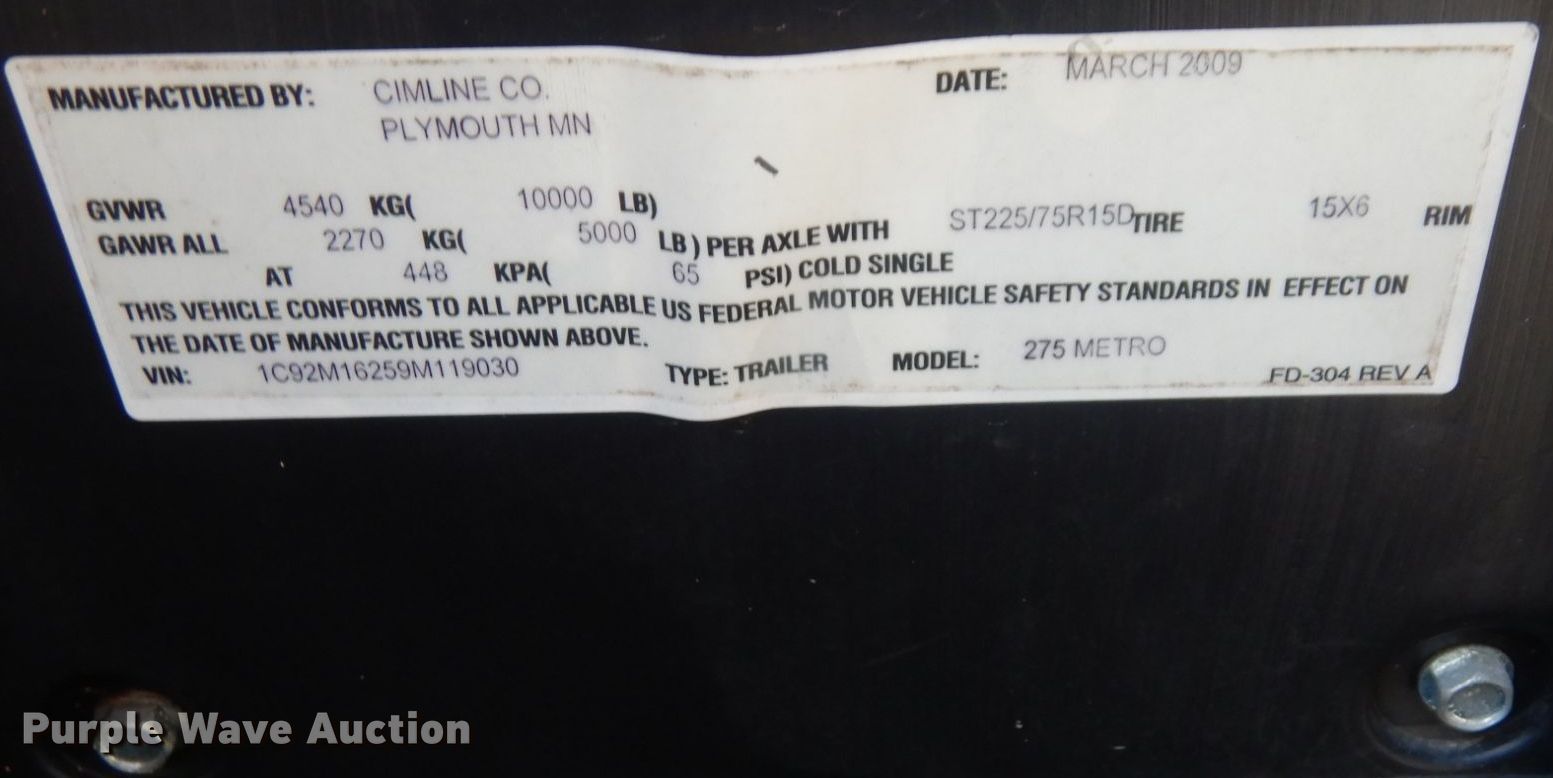 MANUFACTURED BY: CIMLINE CO. DATE: MARCH 2009
PLYMOUTH MN
GVWR 4540 KG( 10000 LB)
GAWR ALL 2270 KG( 5000 LB) PER AXLE WITH ST225/75R15D TIRE 15X6 RIM
AT 448 KPA( 65 PSI) COLD SINGLE
THIS VEHICLE CONFORMS TO ALL APPLICABLE US FEDERAL MOTOR VEHICLE SAFETY STANDARDS IN EFFECT ON
THE DATE OF MANUFACTURE SHOWN ABOVE.
VIN: 1C92M16259M119030 TYPE: TRAILER MODEL: 275 METRO
FD-304 REV A
Purple Wave Auction